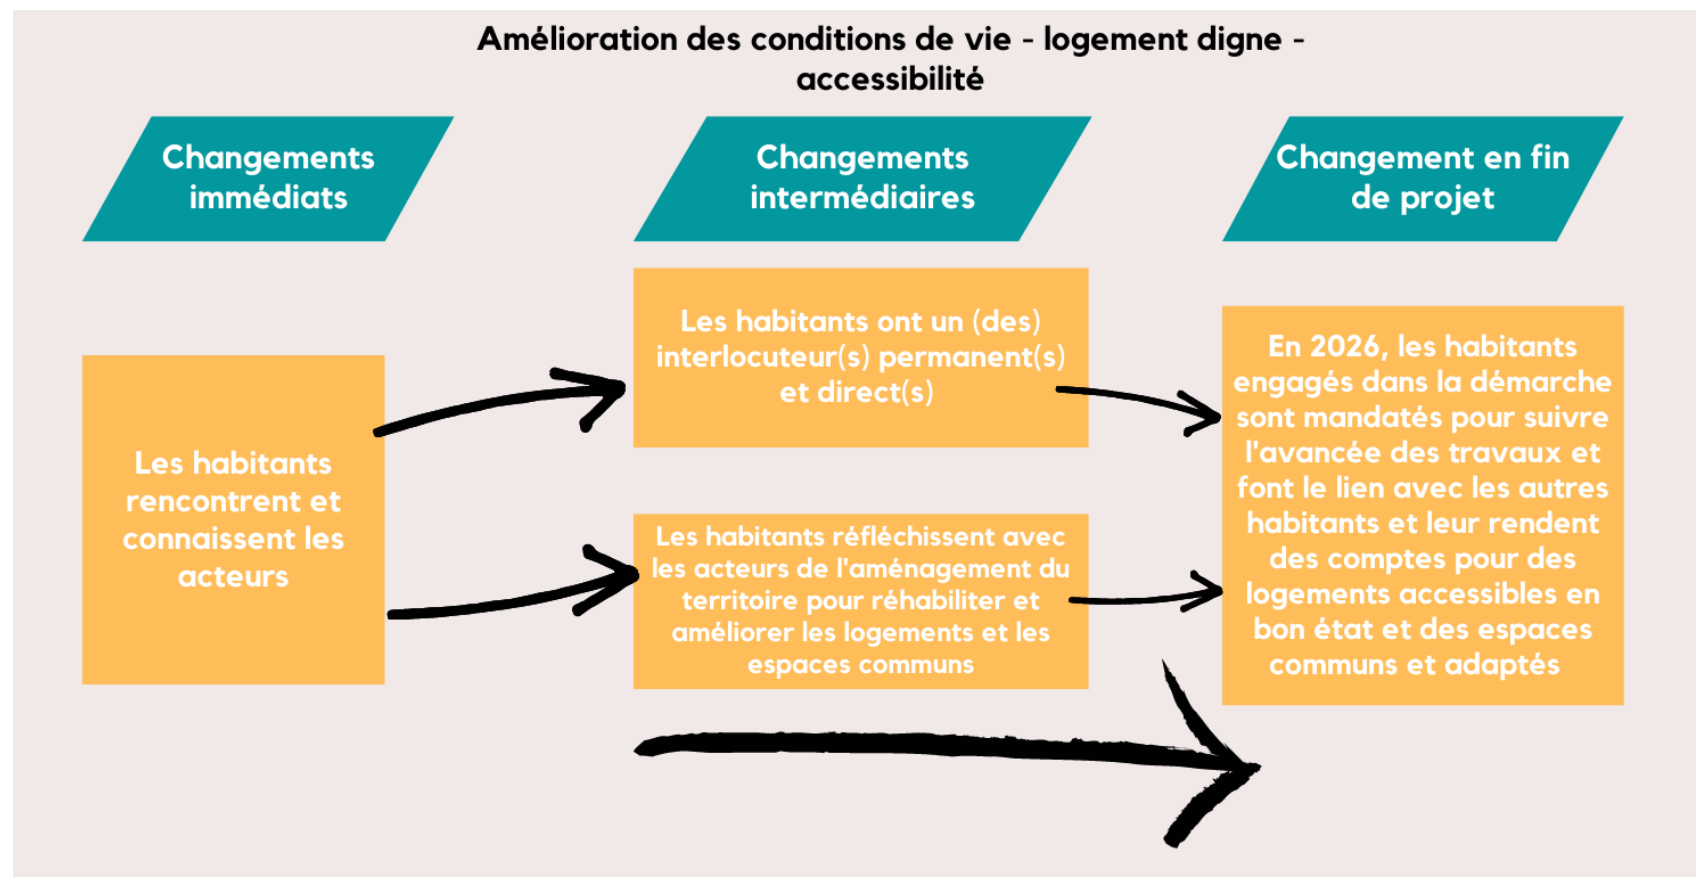 Amélioration des conditions de vie - logement digne -
accessibilité
Changements
immédiats
Changements
intermédiaires
Changement en fin
de projet
Les habitants
rencontrent et
connaissent les
acteurs
Les habitants ont un (des)
interlocuteur(s) permanent(s)
et direct(s)
Les habitants réfléchissent avec
les acteurs de l'aménagement du
territoire pour réhabiliter et
améliorer les logements et les
espaces communs
En 2026, les habitants
engagés dans la démarche
sont mandatés pour suivre
l'avancée des travaux et
font le lien avec les autres
habitants et leur rendent
des comptes pour des
logements accessibles en
bon état et des espaces
communs et adaptés